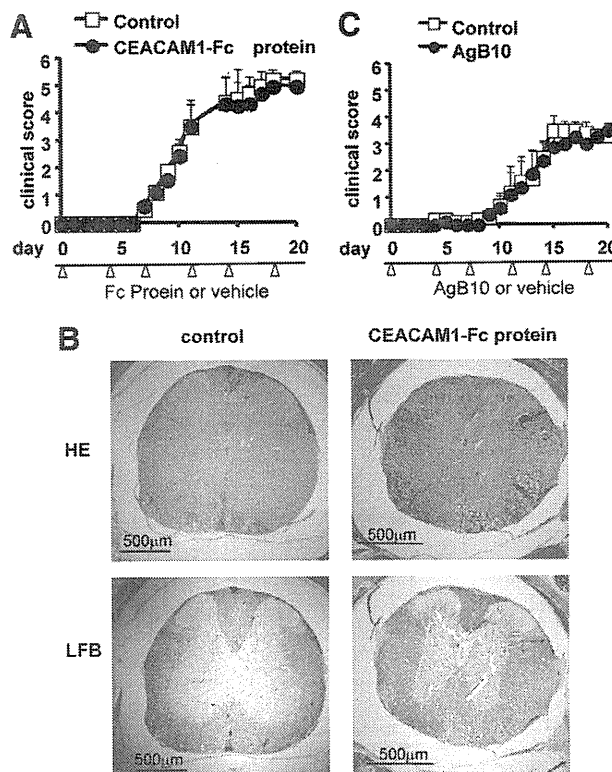 A
Control
CEACAM1-Fc protein
clinical score
6
5
4
3
2
1
0
day 0 5 10 15 20
Fc Proein or vehicle
C
Control
AgB10
clinical score
6
5
4
3
2
1
0
day 0 5 10 15 20
AgB10 or vehicle
B
control CEACAM1-Fc protein
HE
500μm 500μm
LFB
500μm 500μm